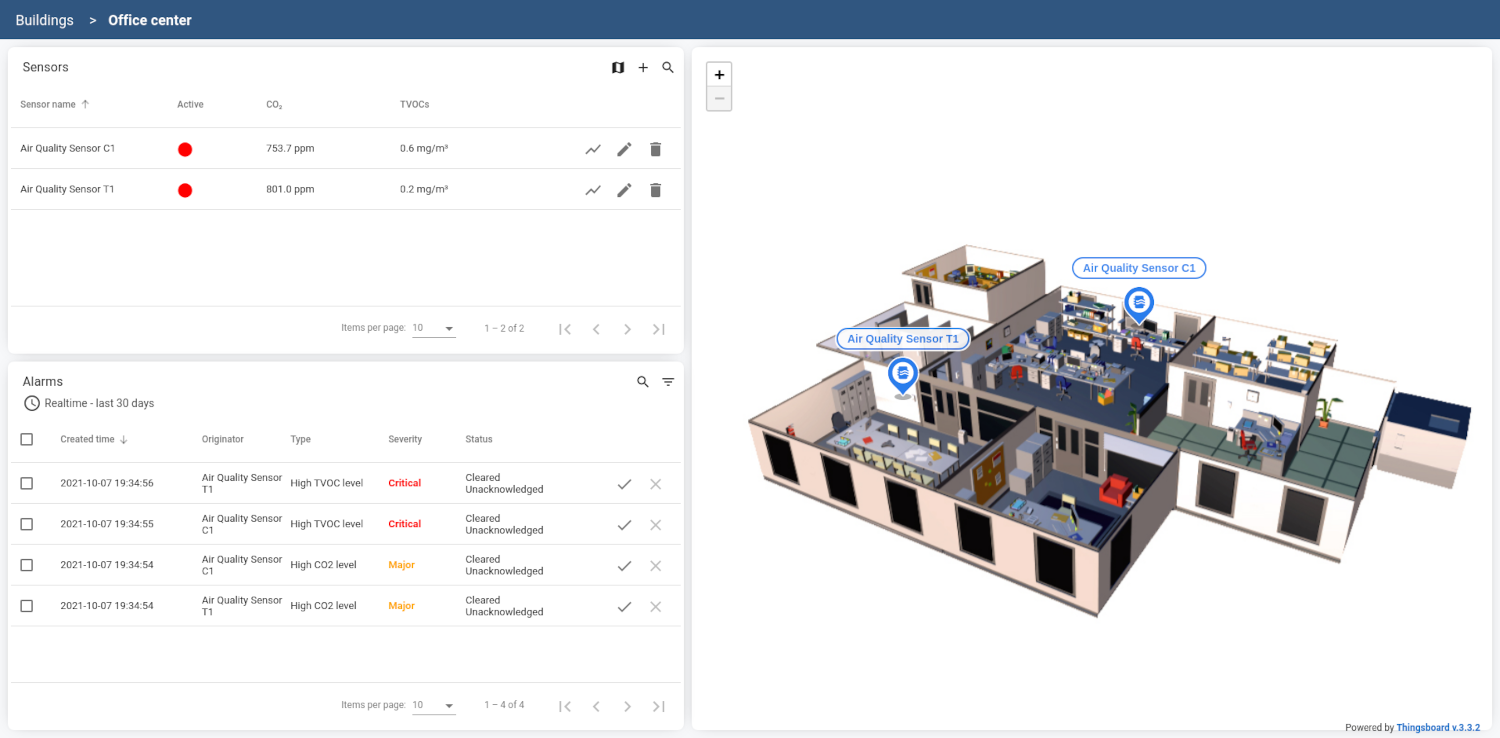 Buildings > Office center
Sensors
Sensor name Active CO₂ TVOCs
Air Quality Sensor C1 753.7 ppm 0.6 mg/m³
Air Quality Sensor T1 801.0 ppm 0.2 mg/m³
Items per page: 10 1 – 2 of 2
Alarms
Realtime - last 30 days
Created time Originator Type Severity Status
2021-10-07 19:34:56 Air Quality Sensor T1 High TVOC level Critical Cleared Unacknowledged
2021-10-07 19:34:55 Air Quality Sensor C1 High TVOC level Critical Cleared Unacknowledged
2021-10-07 19:34:54 Air Quality Sensor C1 High CO2 level Major Cleared Unacknowledged
2021-10-07 19:34:54 Air Quality Sensor T1 High CO2 level Major Cleared Unacknowledged
Items per page: 10 1 – 4 of 4
+
−
Air Quality Sensor C1
Air Quality Sensor T1
Powered by Thingsboard v.3.3.2